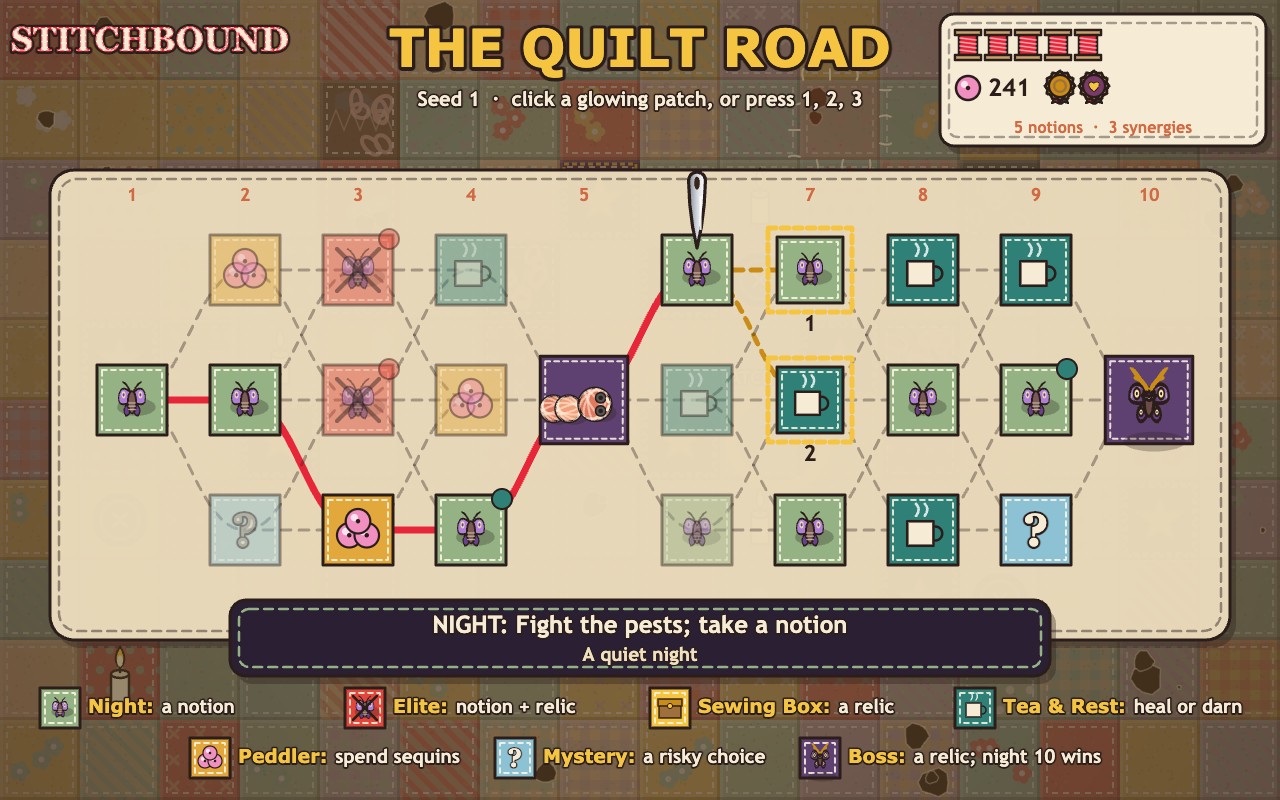 STITCHBOUND
THE QUILT ROAD
Seed 1 · click a glowing patch, or press 1, 2, 3
241
5 notions · 3 synergies
1 2 3 4 5 7 8 9 10
1
2
?
?
NIGHT: Fight the pests; take a notion
A quiet night
Night: a notion
Elite: notion + relic
Sewing Box: a relic
Tea & Rest: heal or darn
Peddler: spend sequins
? Mystery: a risky choice
Boss: a relic; night 10 wins